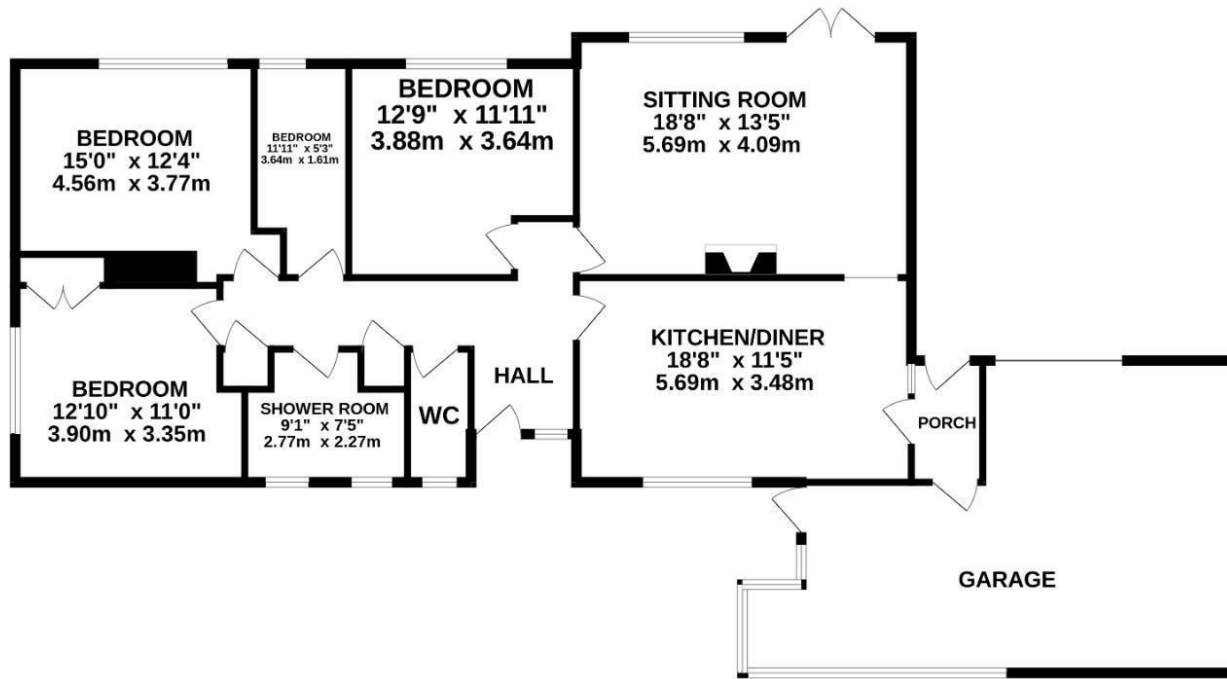 BEDROOM
15'0" x 12'4"
4.56m x 3.77m
BEDROOM
11'11" x 5'3"
3.64m x 1.61m
BEDROOM
12'9" x 11'11"
3.88m x 3.64m
SITTING ROOM
18'8" x 13'5"
5.69m x 4.09m
BEDROOM
12'10" x 11'0"
3.90m x 3.35m
SHOWER ROOM
9'1" x 7'5"
2.77m x 2.27m
WC
HALL
KITCHEN/DINER
18'8" x 11'5"
5.69m x 3.48m
PORCH
GARAGE